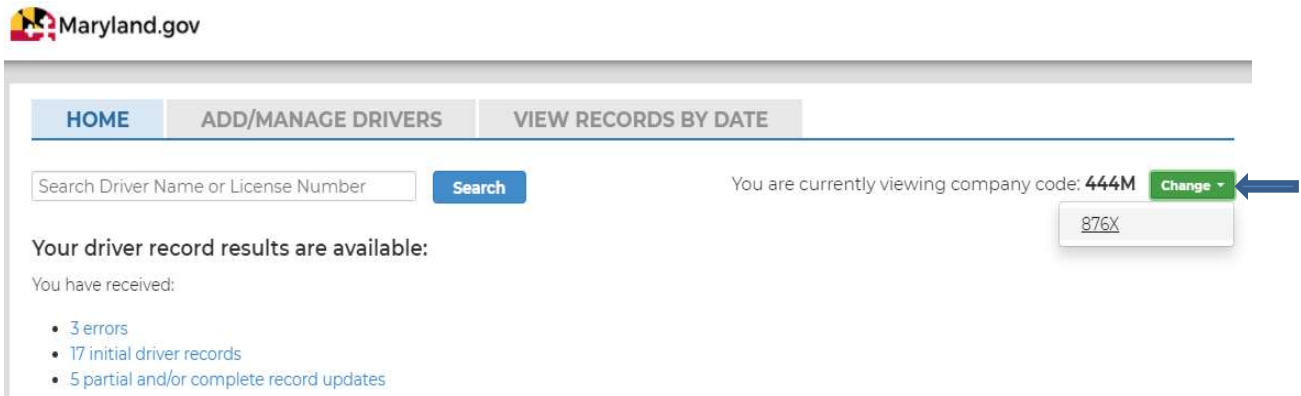 Maryland.gov
HOME ADD/MANAGE DRIVERS VIEW RECORDS BY DATE
Search Driver Name or License Number Search You are currently viewing company code: 444M Change
876X
Your driver record results are available:
You have received:
3 errors
17 initial driver records
5 partial and/or complete record updates